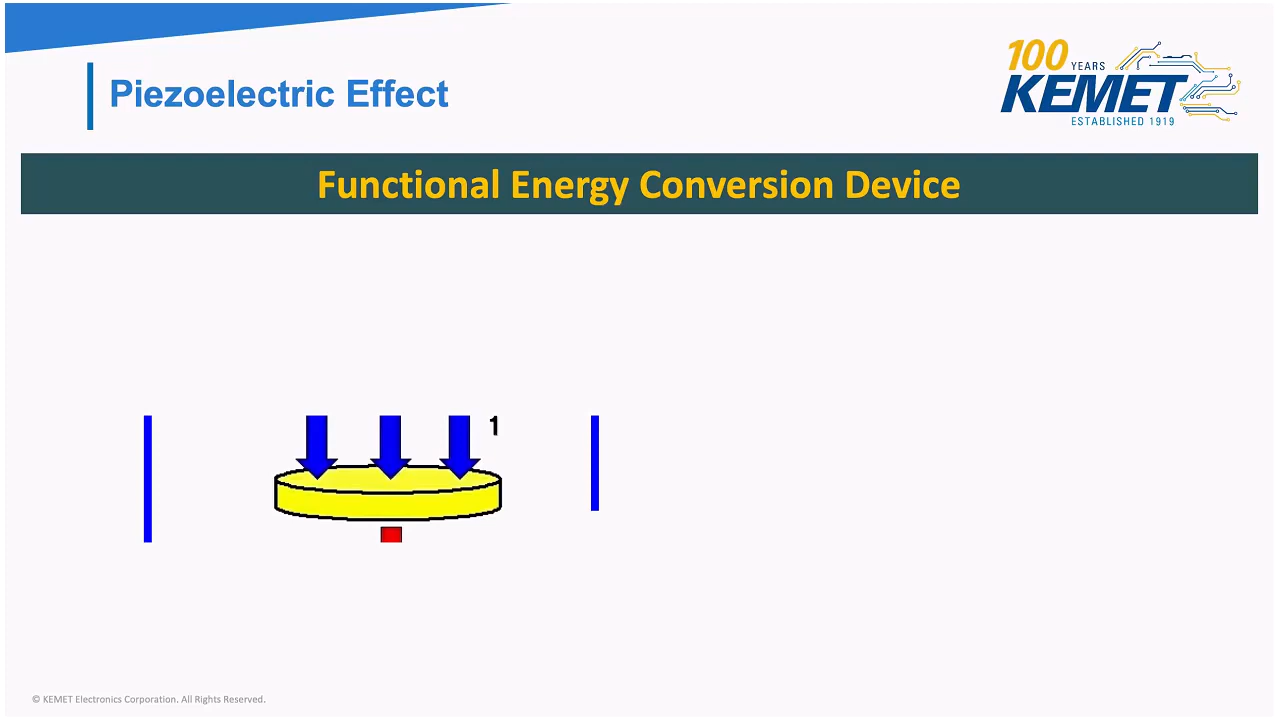 Piezoelectric Effect
100 YEARS
KEMET
ESTABLISHED 1919
Functional Energy Conversion Device
1
© KEMET Electronics Corporation. All Rights Reserved.